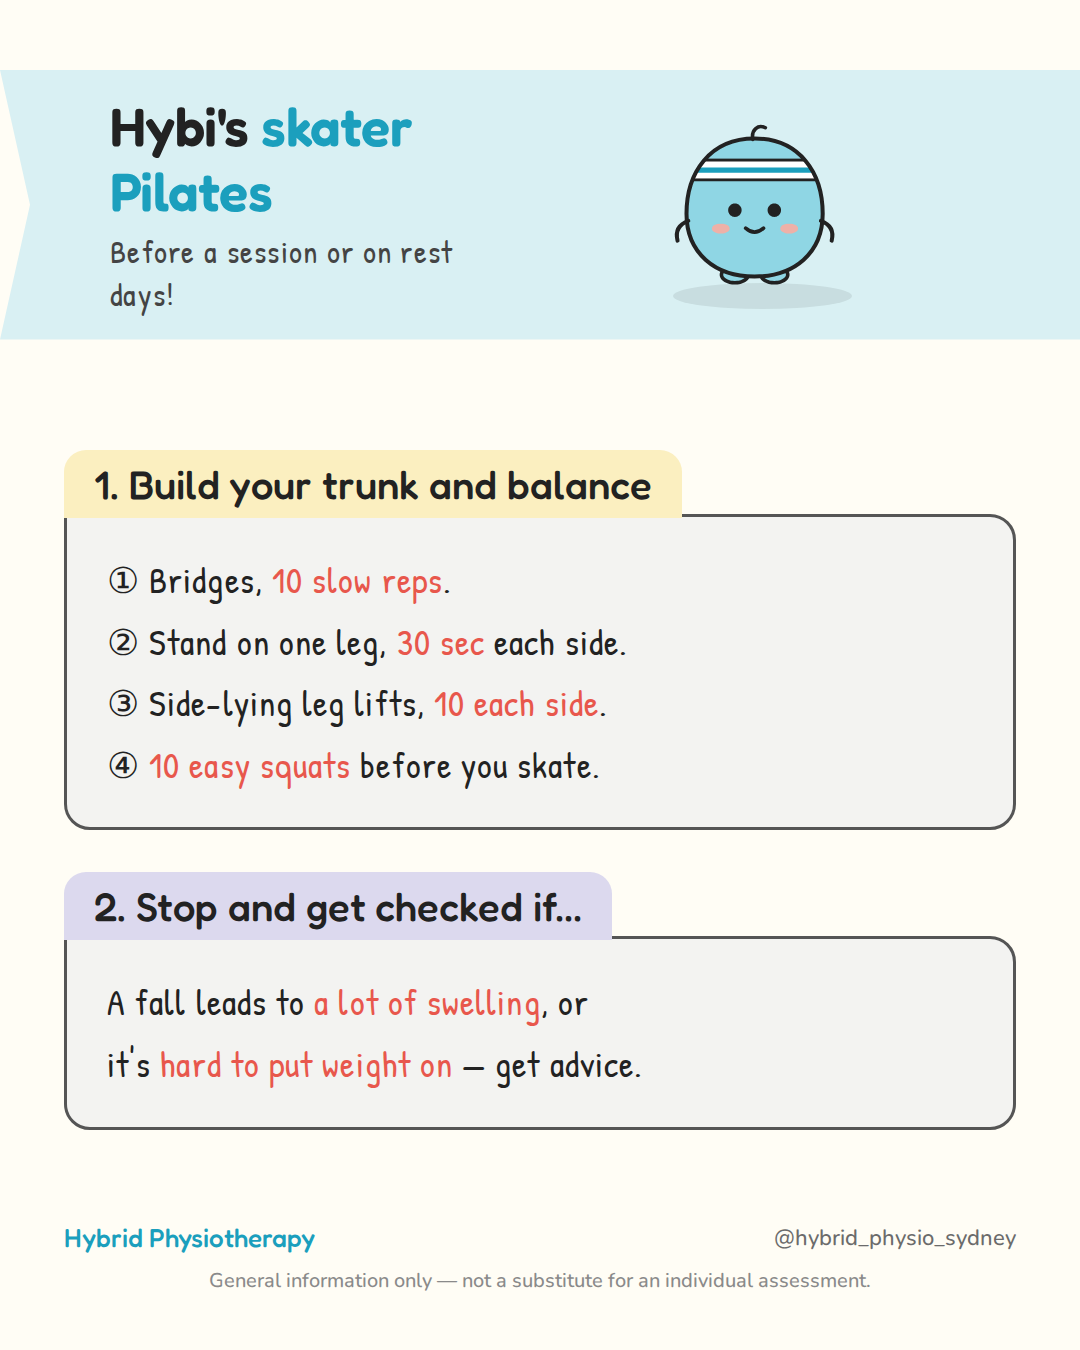 Hybi's skater
Pilates
Before a session or on rest
days!
1. Build your trunk and balance
① Bridges, 10 slow reps.
② Stand on one leg, 30 sec each side.
③ Side-lying leg lifts, 10 each side.
④ 10 easy squats before you skate.
2. Stop and get checked if...
A fall leads to a lot of swelling, or
it's hard to put weight on — get advice.
Hybrid Physiotherapy
@hybrid_physio_sydney
General information only — not a substitute for an individual assessment.